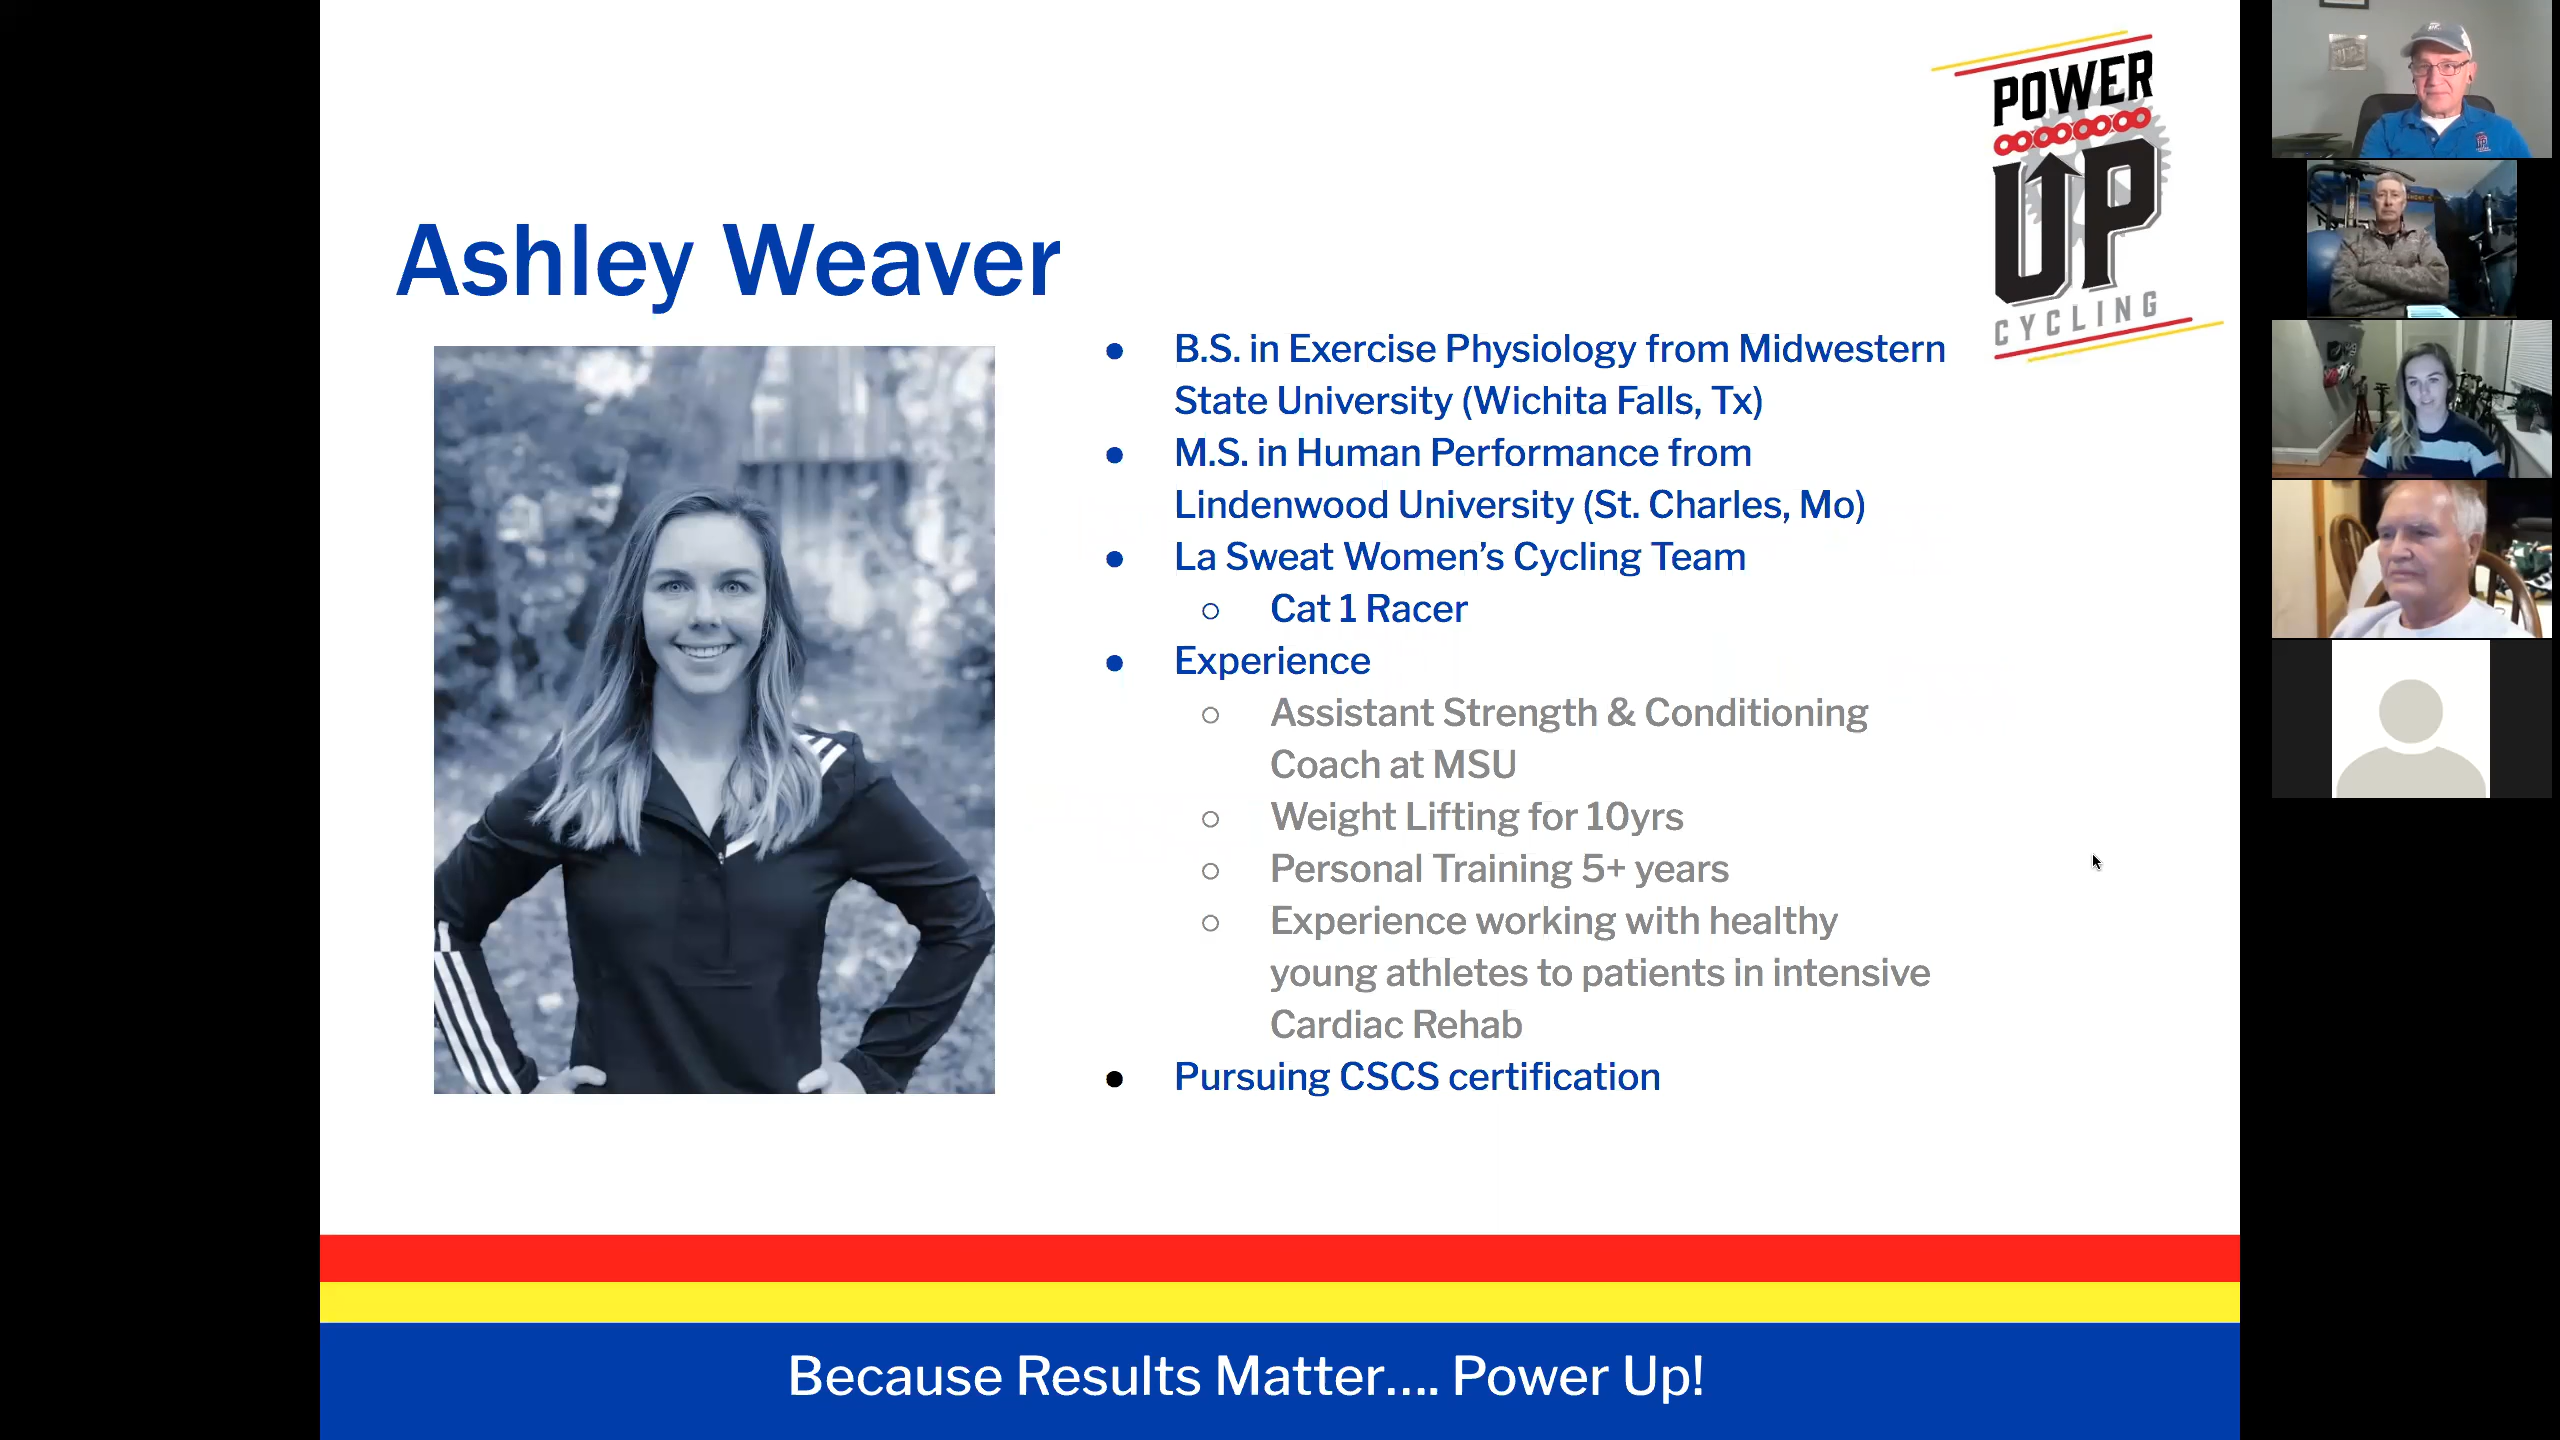 POWER
UP
CYCLING
Ashley Weaver
● B.S. in Exercise Physiology from Midwestern
State University (Wichita Falls, Tx)
● M.S. in Human Performance from
Lindenwood University (St. Charles, Mo)
● La Sweat Women’s Cycling Team
○ Cat 1 Racer
● Experience
○ Assistant Strength & Conditioning
Coach at MSU
○ Weight Lifting for 10yrs
○ Personal Training 5+ years
○ Experience working with healthy
young athletes to patients in intensive
Cardiac Rehab
● Pursuing CSCS certification
Because Results Matter.... Power Up!